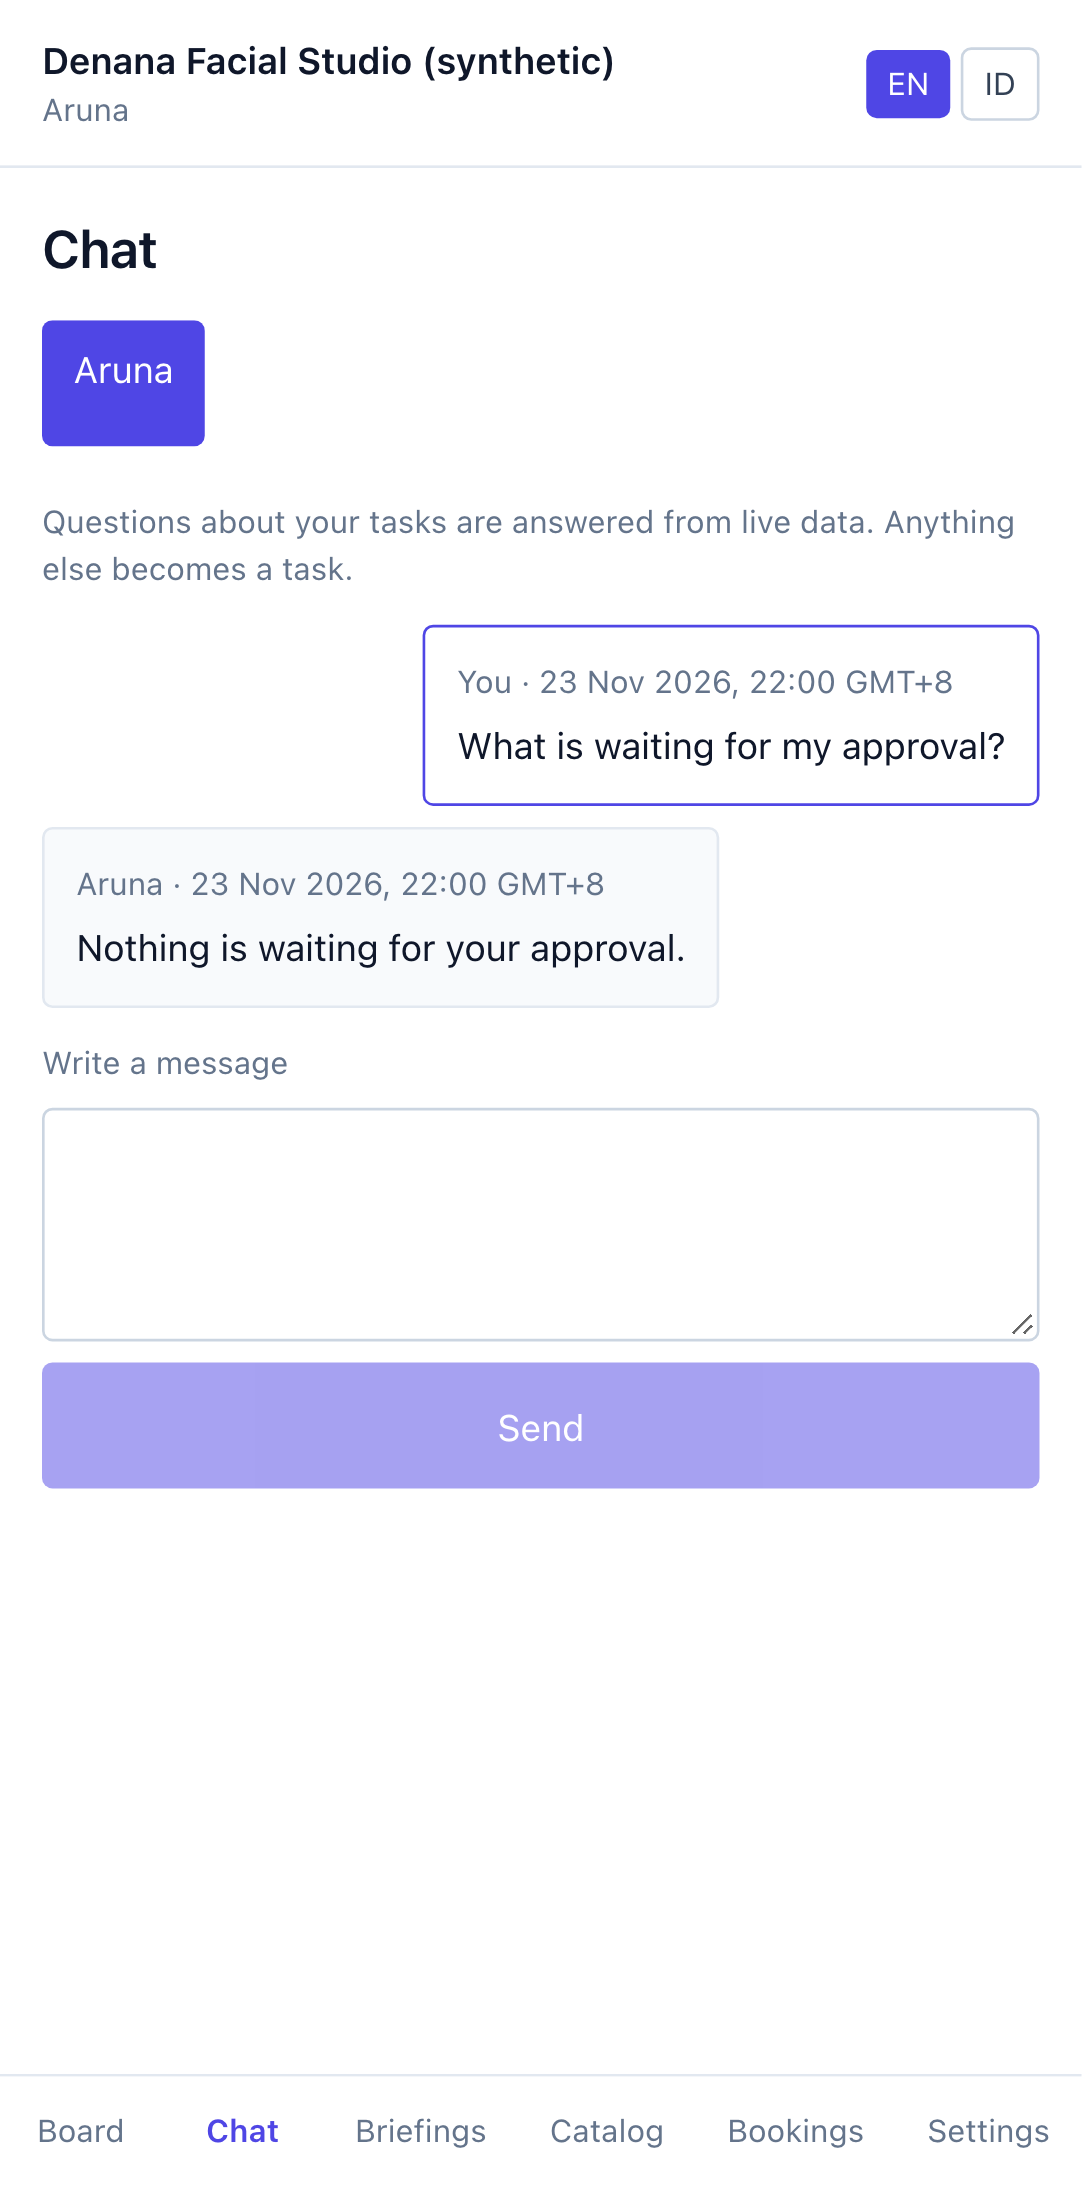 Denana Facial Studio (synthetic)
Aruna
EN
ID
Chat
Aruna
Questions about your tasks are answered from live data. Anything
else becomes a task.
You · 23 Nov 2026, 22:00 GMT+8
What is waiting for my approval?
Aruna · 23 Nov 2026, 22:00 GMT+8
Nothing is waiting for your approval.
Write a message
Send
Board
Chat
Briefings
Catalog
Bookings
Settings